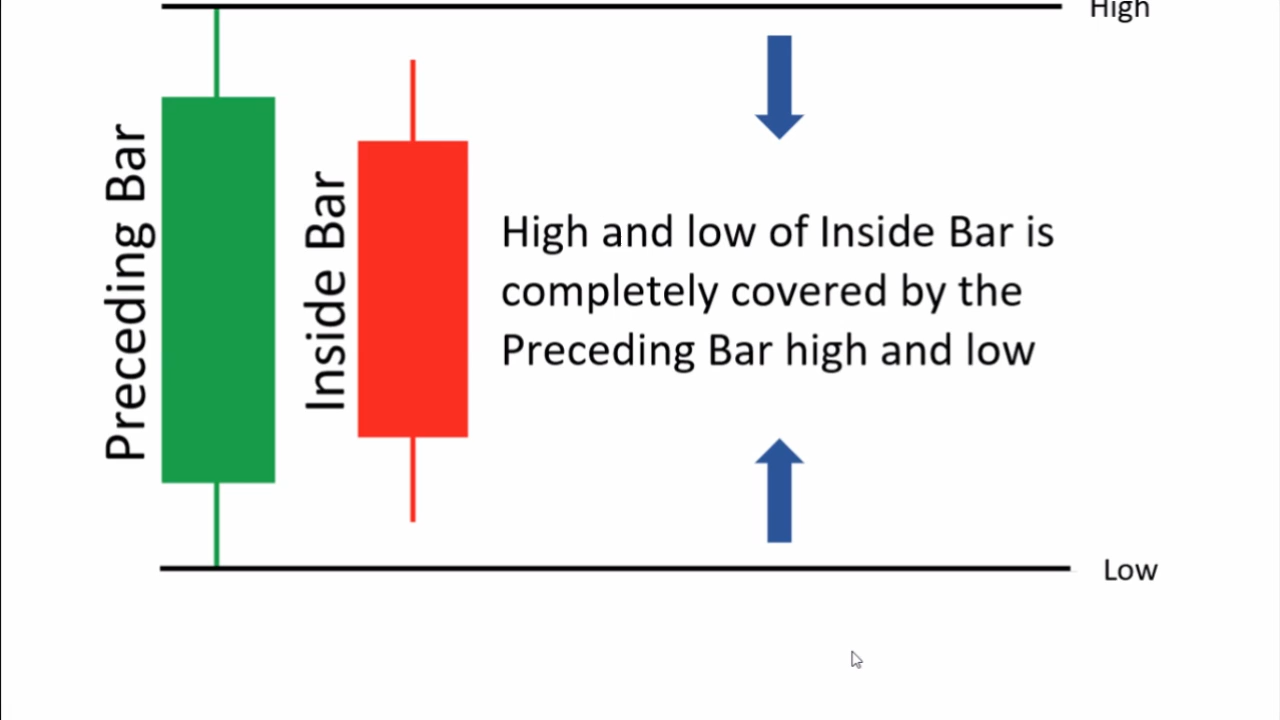 High
Preceding Bar
Inside Bar
High and low of Inside Bar is
completely covered by the
Preceding Bar high and low
Low